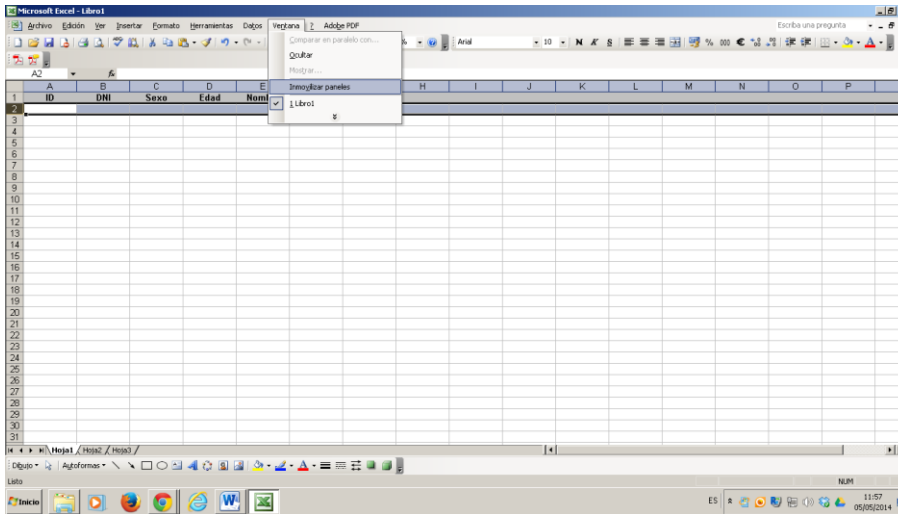 Microsoft Excel - Libro1
Archivo Edición Ver Insertar Formato Herramientas Datos Ventana ? Adobe PDF Escriba una pregunta
Comparar en paralelo con...
Ocultar
Mostrar...
Inmovilizar paneles
1 Libro1
Arial 10 N K S % 000 €
A2 fx
A B C D E H I J K L M N O P
1 ID DNI Sexo Edad
2
3
4
5
6
7
8
9
10
11
12
13
14
15
16
17
18
19
20
21
22
23
24
25
26
27
28
29
30
31
Hoja1 Hoja2 Hoja3
Dibujo Autoformas
Listo NUM
Inicio ES 11:57
05/05/2014